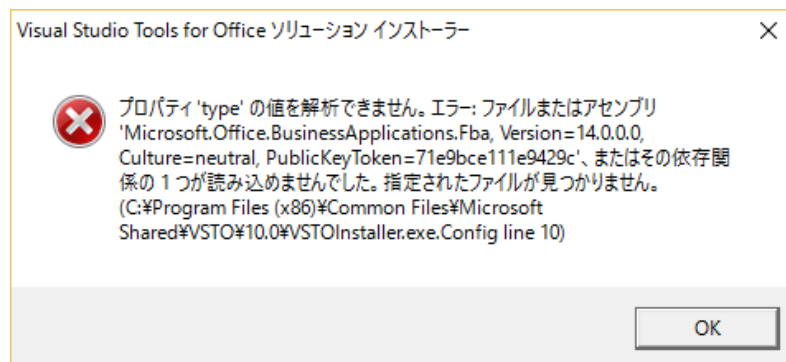 Visual Studio Tools for Office ソリューション インストーラー
プロパティ 'type' の値を解析できません。エラー: ファイルまたはアセンブリ
'Microsoft.Office.BusinessApplications.Fba, Version=14.0.0.0,
Culture=neutral, PublicKeyToken=71e9bce111e9429c'、またはその依存関
係の 1 つが読み込めませんでした。指定されたファイルが見つかりません。
(C:¥Program Files (x86)¥Common Files¥Microsoft
Shared¥VSTO¥10.0¥VSTOInstaller.exe.Config line 10)
OK